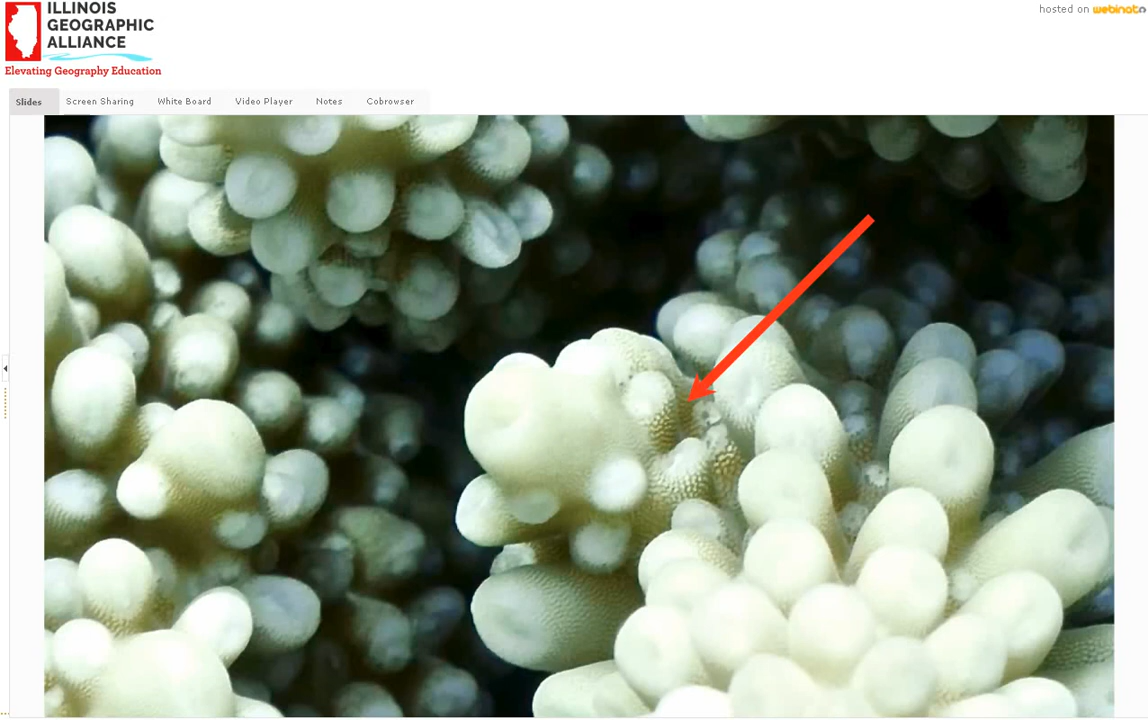 ILLINOIS
GEOGRAPHIC
ALLIANCE
Elevating Geography Education
hosted on webinato
Slides Screen Sharing White Board Video Player Notes Cobrowser